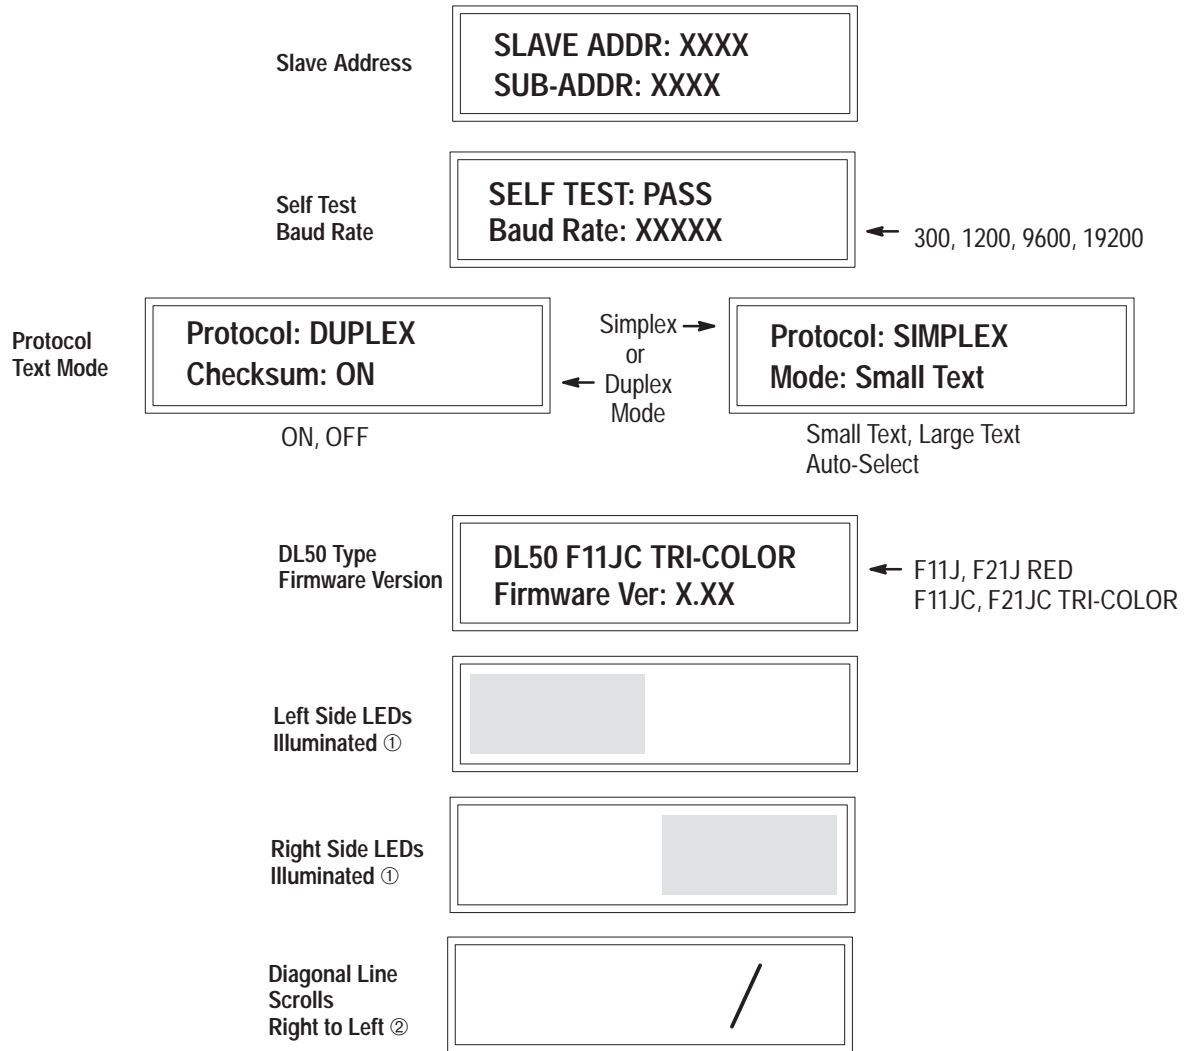 Slave Address
SLAVE ADDR: XXXX
SUB-ADDR: XXXX
Self Test
Baud Rate
SELF TEST: PASS
Baud Rate: XXXXX
300, 1200, 9600, 19200
Protocol
Text Mode
Protocol: DUPLEX
Checksum: ON
ON, OFF
Simplex
or
Duplex
Mode
Protocol: SIMPLEX
Mode: Small Text
Small Text, Large Text
Auto-Select
DL50 Type
Firmware Version
DL50 F11JC TRI-COLOR
Firmware Ver: X.XX
F11J, F21J RED
F11JC, F21JC TRI-COLOR
Left Side LEDs
Illuminated ①
Right Side LEDs
Illuminated ①
Diagonal Line
Scrolls
Right to Left ②